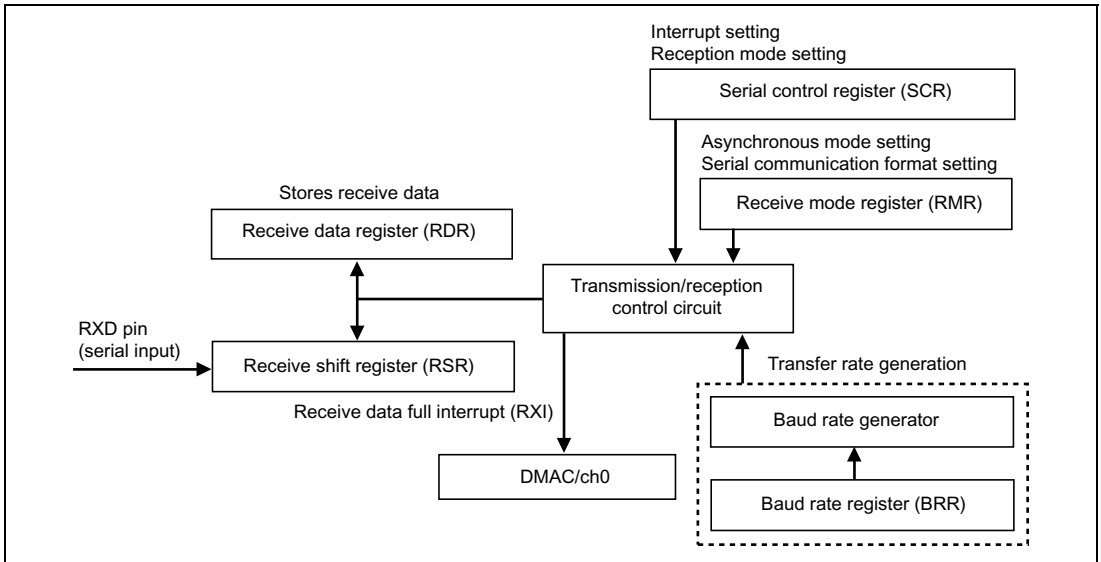 Interrupt setting
Reception mode setting
Serial control register (SCR)
Asynchronous mode setting
Serial communication format setting
Receive mode register (RMR)
Stores receive data
Receive data register (RDR)
Transmission/reception
control circuit
RXD pin
(serial input)
Receive shift register (RSR)
Transfer rate generation
Receive data full interrupt (RXI)
Baud rate generator
DMAC/ch0
Baud rate register (BRR)